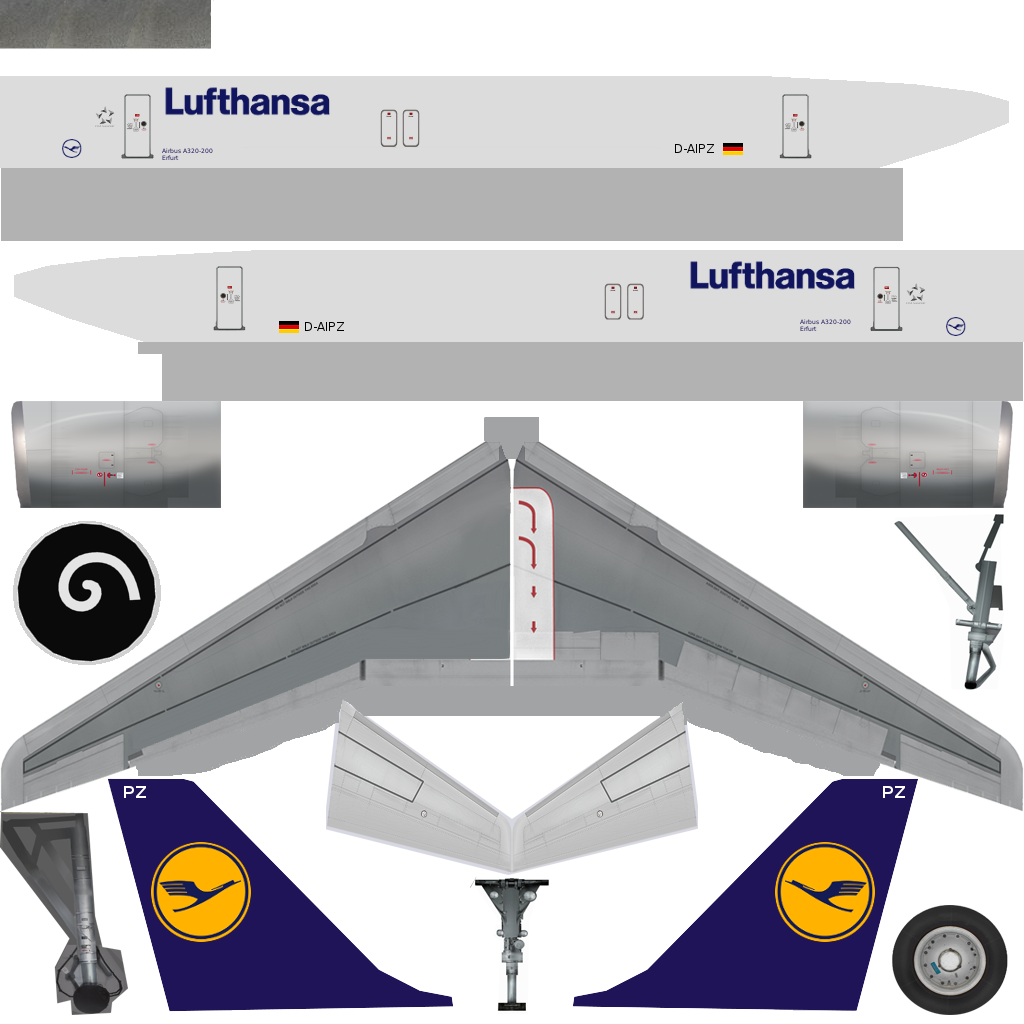 Lufthansa
Airbus A320-200
Erfurt
D-AIPZ
Lufthansa
D-AIPZ
Airbus A320-200
Erfurt
PZ
PZ